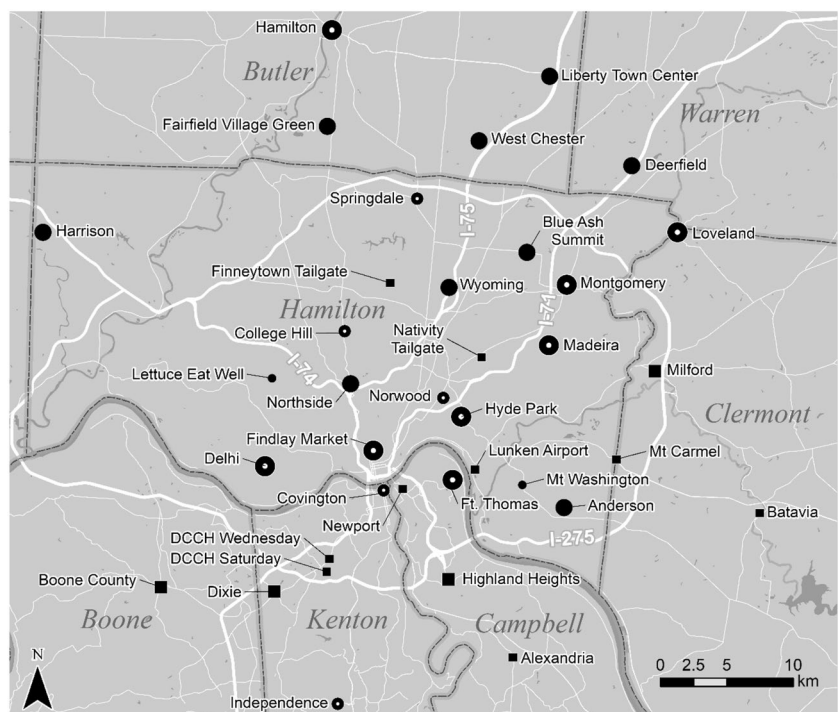 Hamilton
Butler
Liberty Town Center
Warren
Fairfield Village Green
West Chester
Deerfield
Springdale
I-75
Harrison
Blue Ash
Summit
Loveland
Finneytown Tailgate
Wyoming
Montgomery
Hamilton
I-71
College Hill
Nativity
Tailgate
Madeira
I-74
Lettuce Eat Well
Milford
Northside
Norwood
Hyde Park
Clermont
Findlay Market
Delhi
Lunken Airport
Mt Carmel
Covington
Mt Washington
Ft. Thomas
Anderson
Newport
Batavia
DCCH Wednesday
I-275
DCCH Saturday
Boone County
Dixie
Highland Heights
Boone
Kenton
Campbell
N
Alexandria
0 2.5 5 10
km
Independence